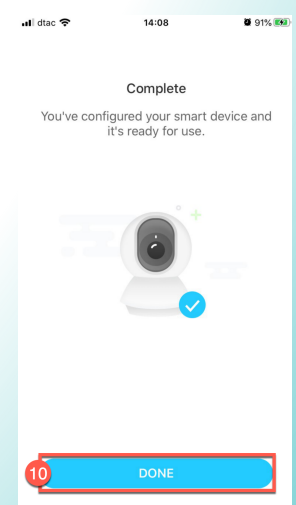 dtac 14:08 91%
Complete
You've configured your smart device and
it's ready for use.
10 DONE